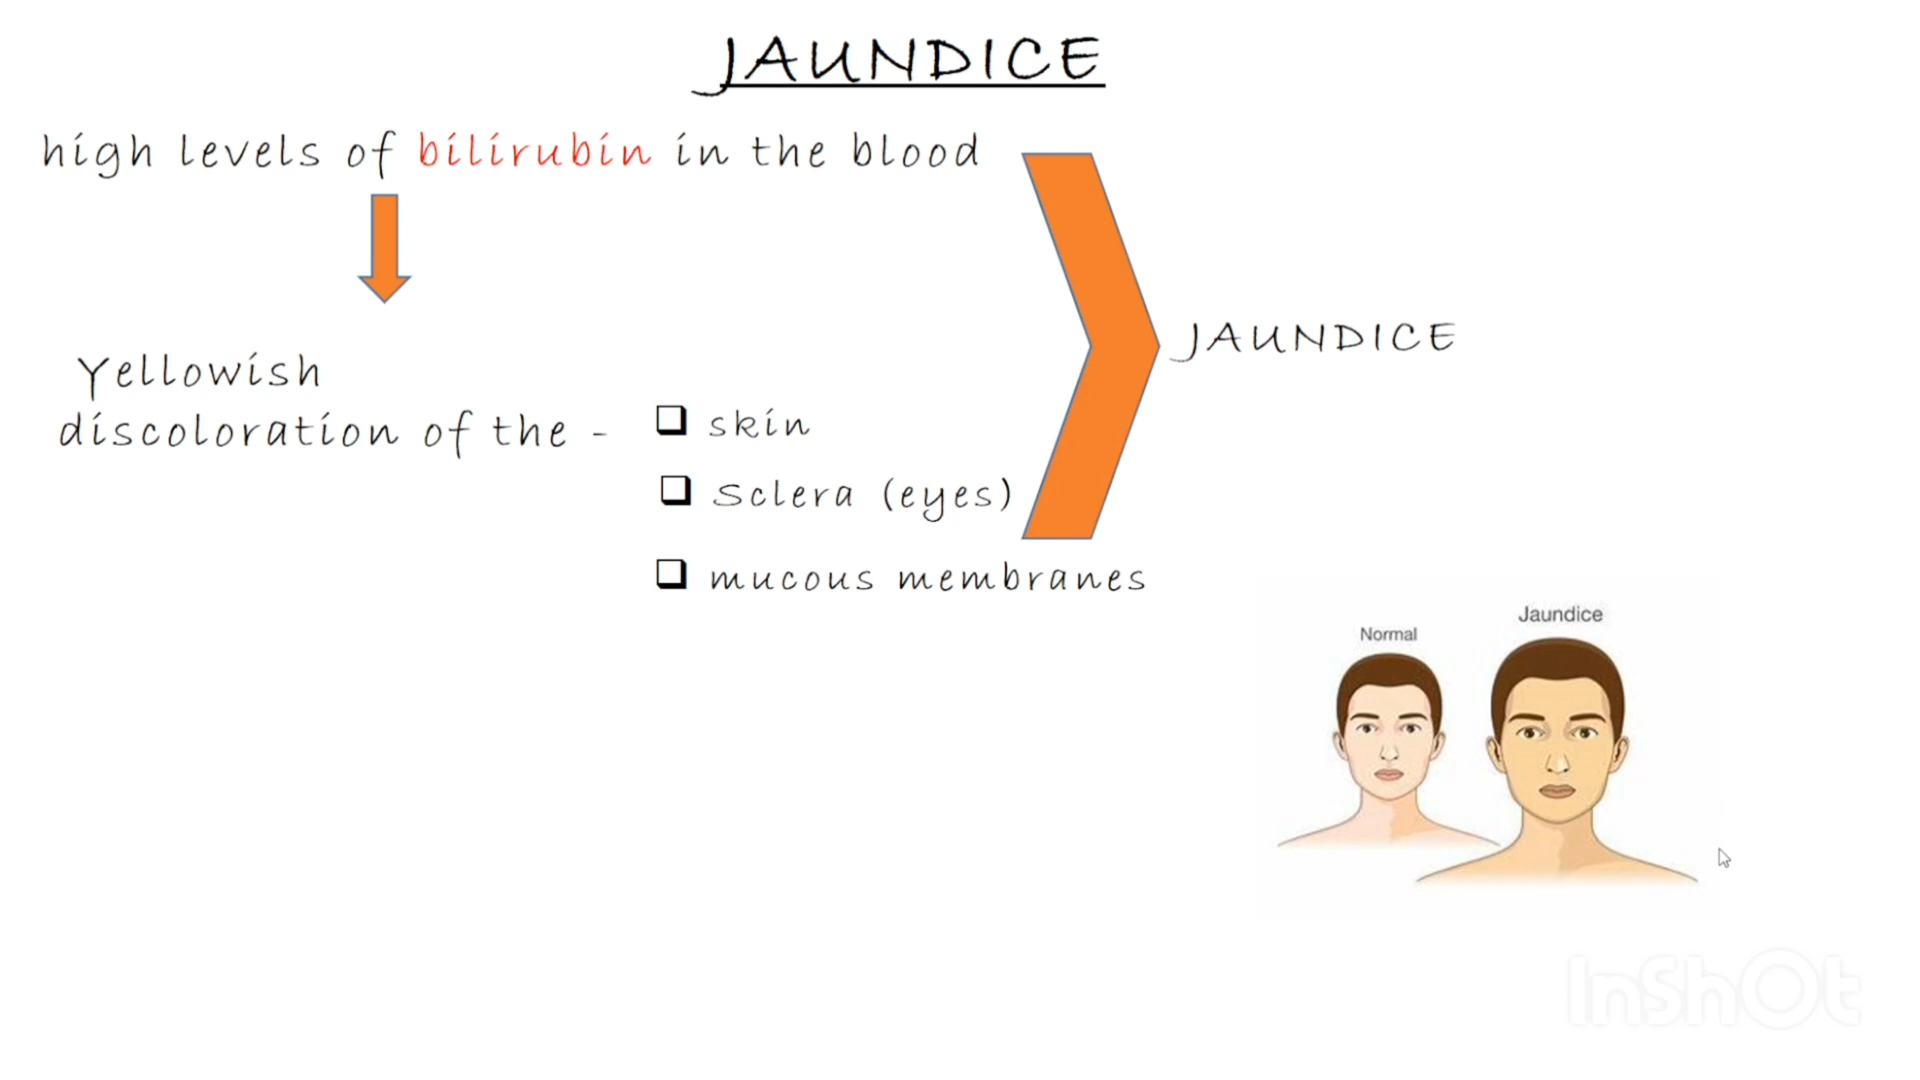 JAUNDICE
high levels of bilirubin in the blood
Yellowish
discoloration of the -
skin
Sclera (eyes)
mucous membranes
JAUNDICE
Normal
Jaundice
InShOt